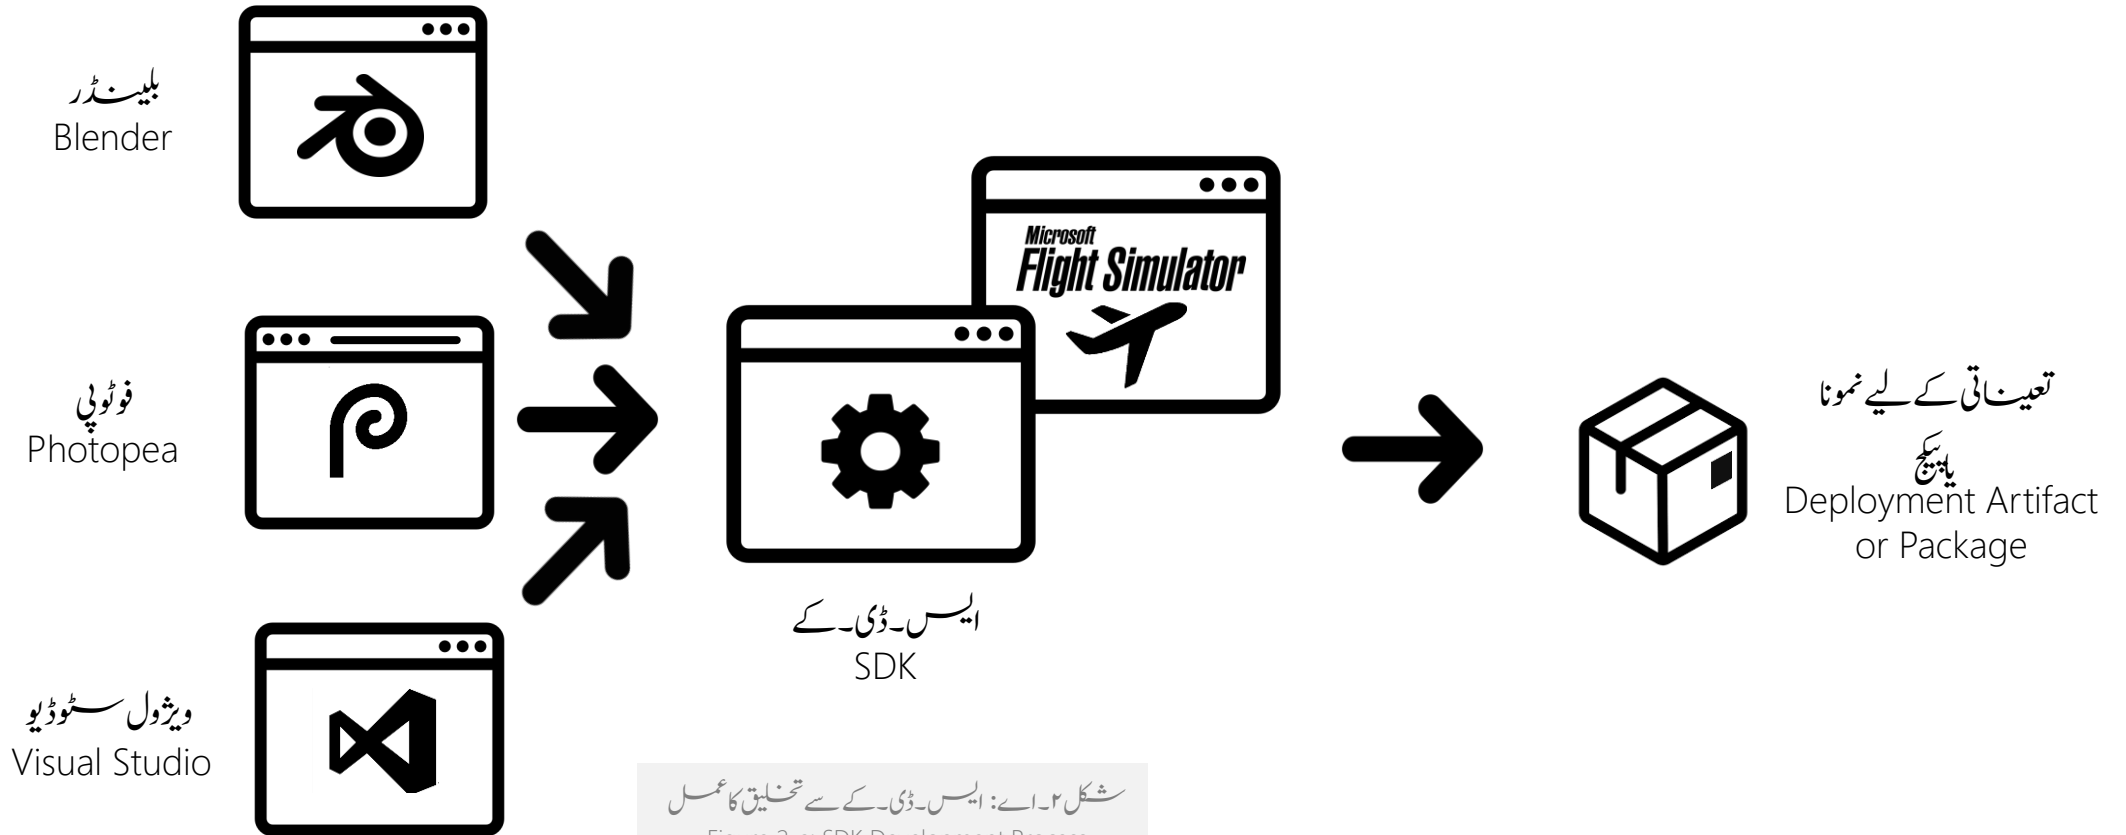 بلینڈر
Blender
فوٹوپی
Photopea
ویژول سٹوڈیو
Visual Studio
Microsoft
Flight Simulator
ایس۔ڈی۔کے
SDK
تعیناتی کے لیے نمونا
یا پیکج
Deployment Artifact
or Package
شکل ۲۔اے: ایس۔ڈی۔کے سے تخلیق کا عمل